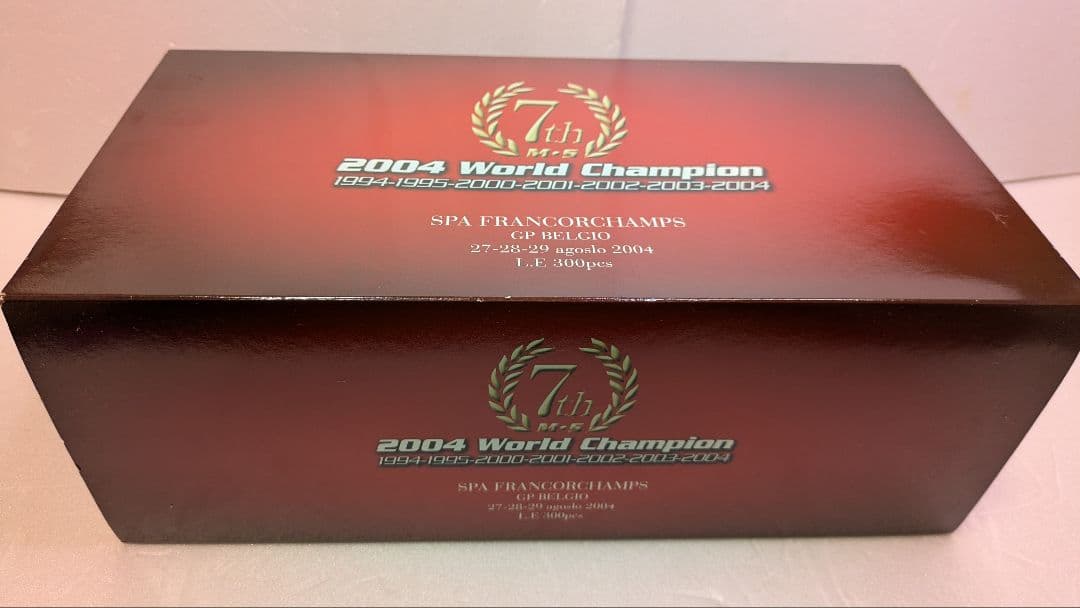 7th
M•S
2004 World Champion
1994-1995-2000-2001-2002-2003-2004
SPA FRANCORCHAMPS
GP BELGIO
27-28-29 agoslo 2004
L.E 300pcs
7th
M•S
2004 World Champion
1994-1995-2000-2001-2002-2003-2004
SPA FRANCORCHAMPS
GP BELGIO
27-28-29 agoslo 2004
L.E 300pcs